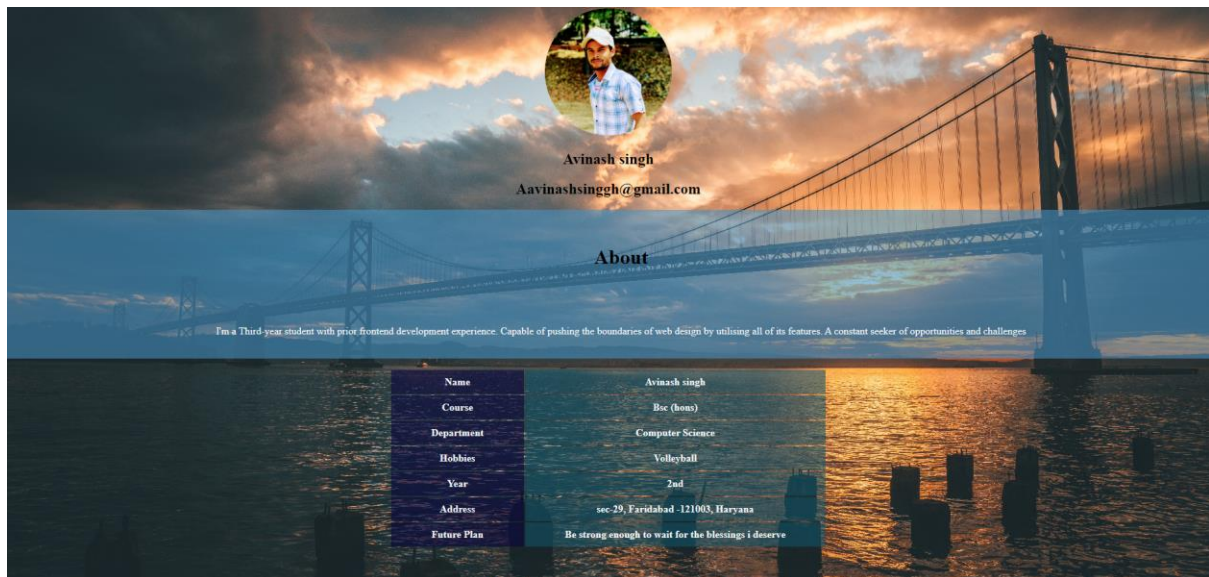 Avinash singh
Aavinashsinggh@gmail.com
About
I'm a Third-year student with prior frontend development experience. Capable of pushing the boundaries of web design by utilising all of its features. A constant seeker of opportunities and challenges
Name Avinash singh
Course Bsc (hons)
Department Computer Science
Hobbies Volleyball
Year 2nd
Address sec-29, Faridabad -121003, Haryana
Future Plan Be strong enough to wait for the blessings i deserve